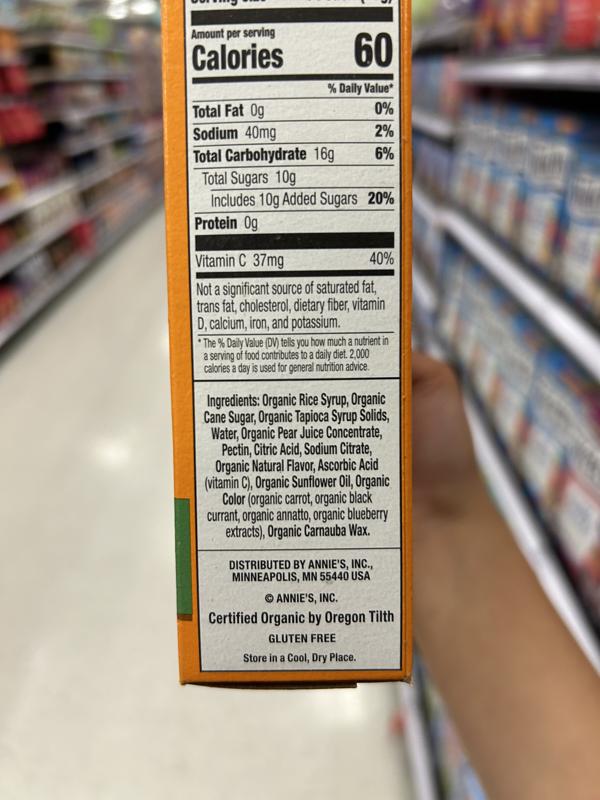 Serving Size
Amount per serving
Calories 60
% Daily Value*
Total Fat 0g 0%
Sodium 40mg 2%
Total Carbohydrate 16g 6%
Total Sugars 10g
Includes 10g Added Sugars 20%
Protein 0g
Vitamin C 37mg 40%
Not a significant source of saturated fat,
trans fat, cholesterol, dietary fiber, vitamin
D, calcium, iron, and potassium.
* The % Daily Value (DV) tells you how much a nutrient in
a serving of food contributes to a daily diet. 2,000
calories a day is used for general nutrition advice.
Ingredients: Organic Rice Syrup, Organic
Cane Sugar, Organic Tapioca Syrup Solids,
Water, Organic Pear Juice Concentrate,
Pectin, Citric Acid, Sodium Citrate,
Organic Natural Flavor, Ascorbic Acid
(vitamin C), Organic Sunflower Oil, Organic
Color (organic carrot, organic black
currant, organic annatto, organic blueberry
extracts), Organic Carnauba Wax.
DISTRIBUTED BY ANNIE'S, INC.,
MINNEAPOLIS, MN 55440 USA
© ANNIE'S, INC.
Certified Organic by Oregon Tilth
GLUTEN FREE
Store in a Cool, Dry Place.